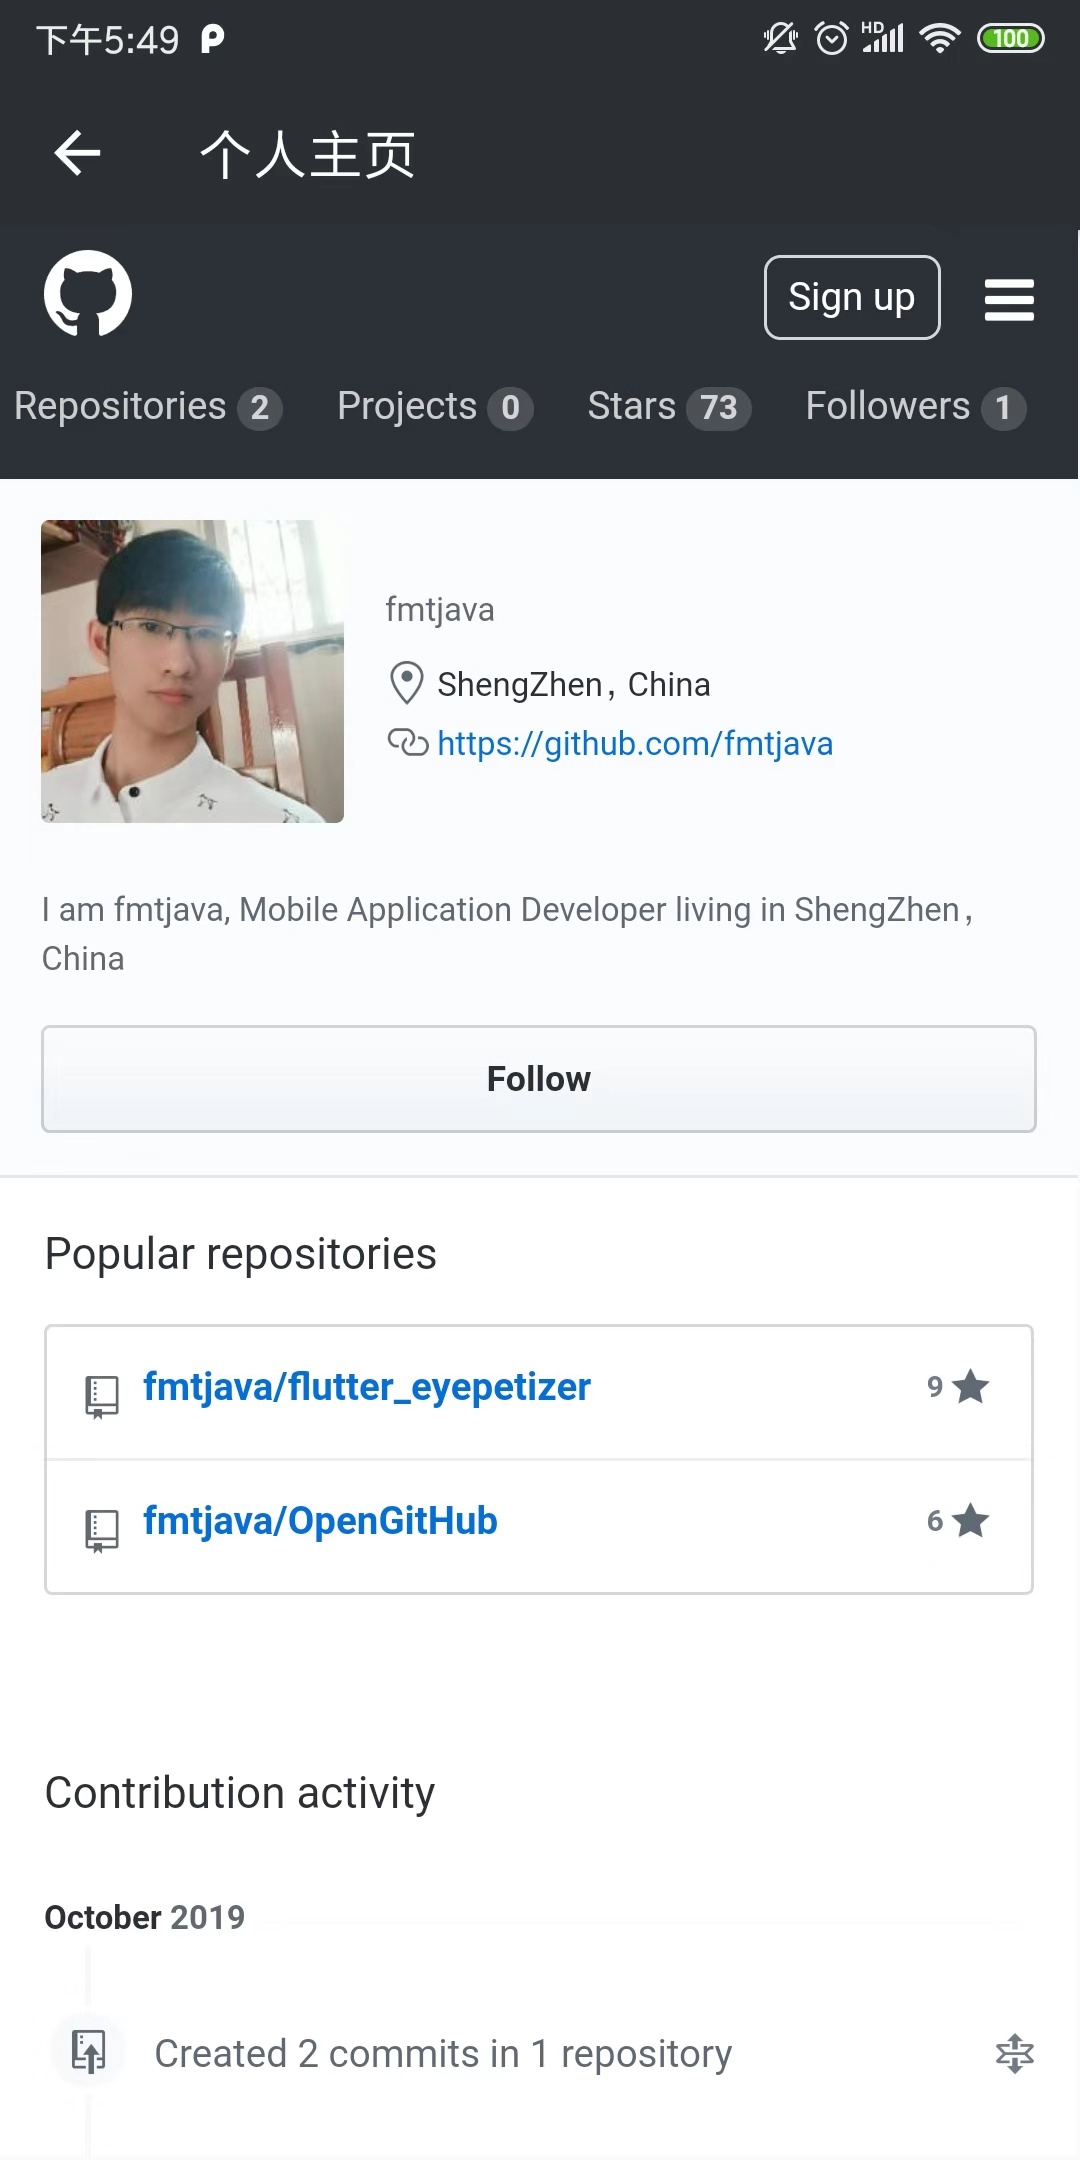 下午5:49
HD 100
个人主页
Sign up
Repositories 2 Projects 0 Stars 73 Followers 1
fmtjava
ShengZhen，China
https://github.com/fmtjava
I am fmtjava, Mobile Application Developer living in ShengZhen，
China
Follow
Popular repositories
fmtjava/flutter_eyepetizer 9
fmtjava/OpenGitHub 6
Contribution activity
October 2019
Created 2 commits in 1 repository